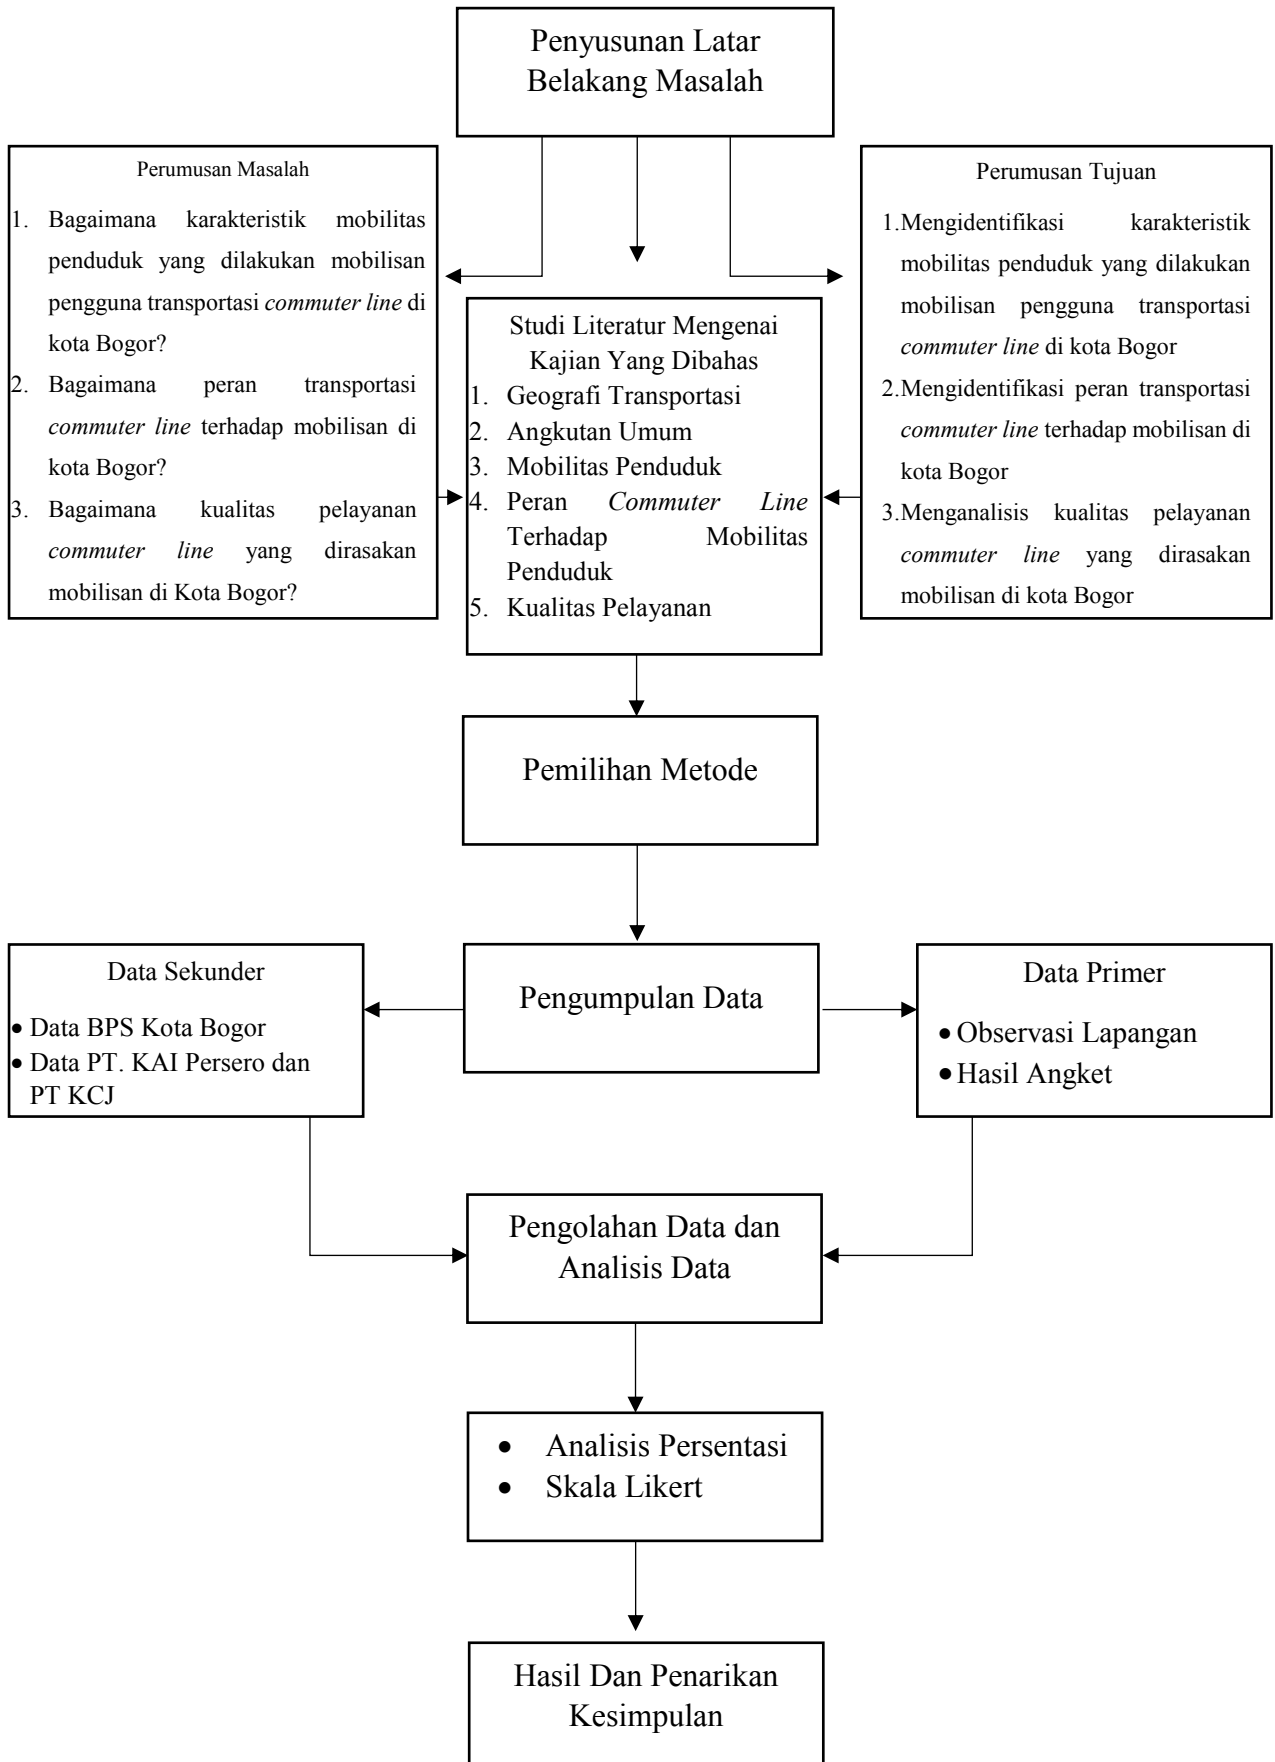 Penyusunan Latar
Belakang Masalah
Perumusan Masalah
1. Bagaimana karakteristik mobilitas
penduduk yang dilakukan mobilisan
pengguna transportasi commuter line di
kota Bogor?
2. Bagaimana peran transportasi
commuter line terhadap mobilisan di
kota Bogor?
3. Bagaimana kualitas pelayanan
commuter line yang dirasakan
mobilisan di Kota Bogor?
Studi Literatur Mengenai
Kajian Yang Dibahas
1. Geografi Transportasi
2. Angkutan Umum
3. Mobilitas Penduduk
4. Peran Commuter Line
Terhadap Mobilitas
Penduduk
5. Kualitas Pelayanan
Perumusan Tujuan
1.Mengidentifikasi karakteristik
mobilitas penduduk yang dilakukan
mobilisan pengguna transportasi
commuter line di kota Bogor
2.Mengidentifikasi peran transportasi
commuter line terhadap mobilisan di
kota Bogor
3.Menganalisis kualitas pelayanan
commuter line yang dirasakan
mobilisan di kota Bogor
Pemilihan Metode
Data Sekunder
• Data BPS Kota Bogor
• Data PT. KAI Persero dan
PT KCJ
Pengumpulan Data
Data Primer
• Observasi Lapangan
• Hasil Angket
Pengolahan Data dan
Analisis Data
• Analisis Persentasi
• Skala Likert
Hasil Dan Penarikan
Kesimpulan